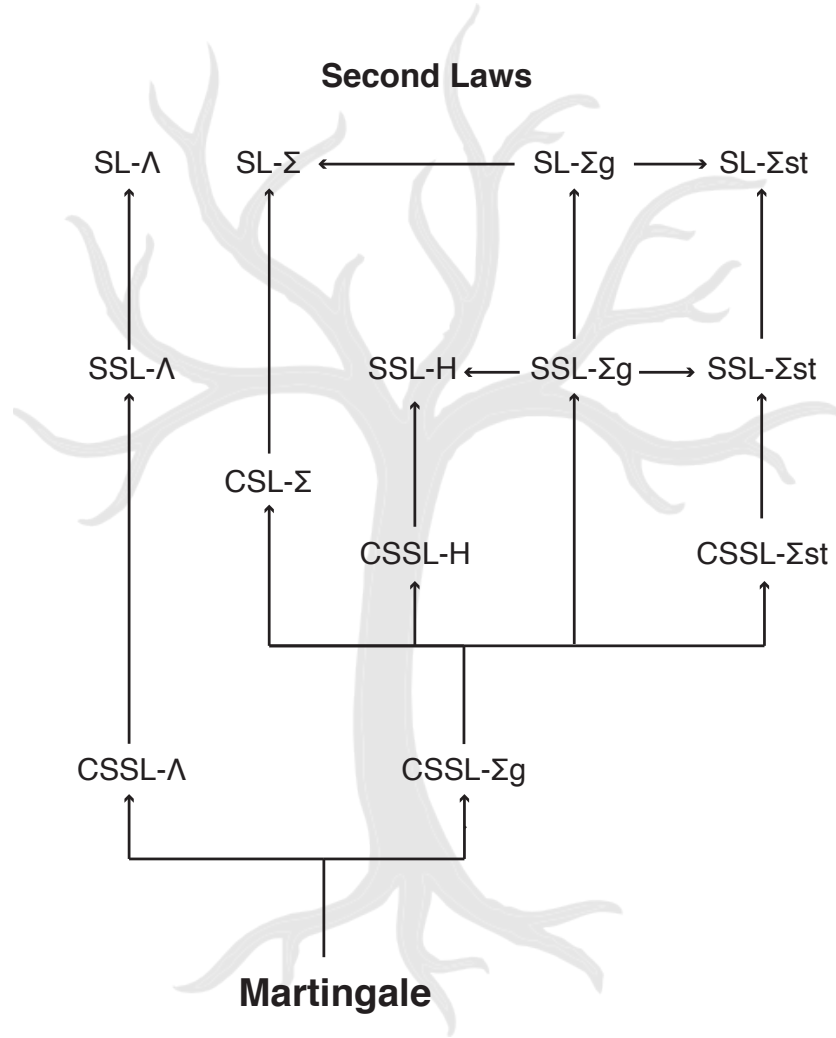 Second Laws
SL-Λ SL-Σ SL-Σg SL-Σst
SSL-Λ SSL-H SSL-Σg SSL-Σst
CSL-Σ
CSSL-H CSSL-Σst
CSSL-Λ CSSL-Σg
Martingale